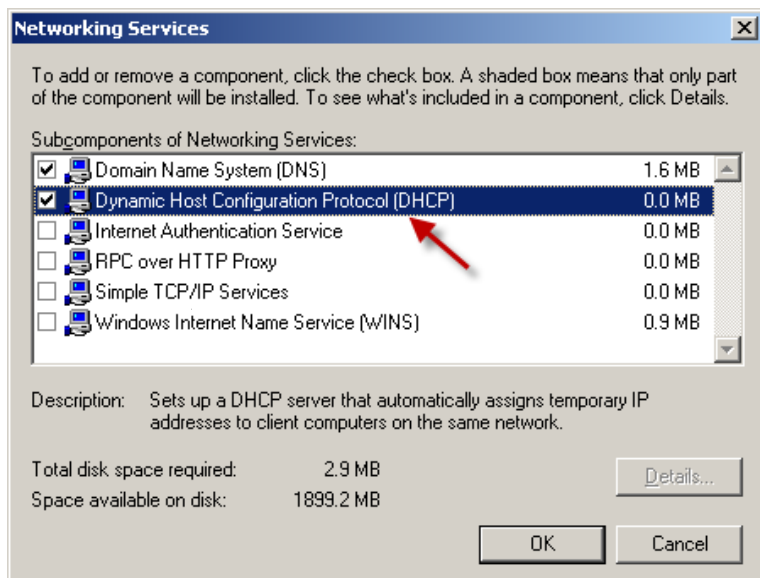 Networking Services
To add or remove a component, click the check box. A shaded box means that only part
of the component will be installed. To see what's included in a component, click Details.
Subcomponents of Networking Services:
Domain Name System (DNS) 1.6 MB
Dynamic Host Configuration Protocol (DHCP) 0.0 MB
Internet Authentication Service 0.0 MB
RPC over HTTP Proxy 0.0 MB
Simple TCP/IP Services 0.0 MB
Windows Internet Name Service (WINS) 0.9 MB
Description: Sets up a DHCP server that automatically assigns temporary IP
addresses to client computers on the same network.
Total disk space required: 2.9 MB
Details...
Space available on disk: 1899.2 MB
OK Cancel